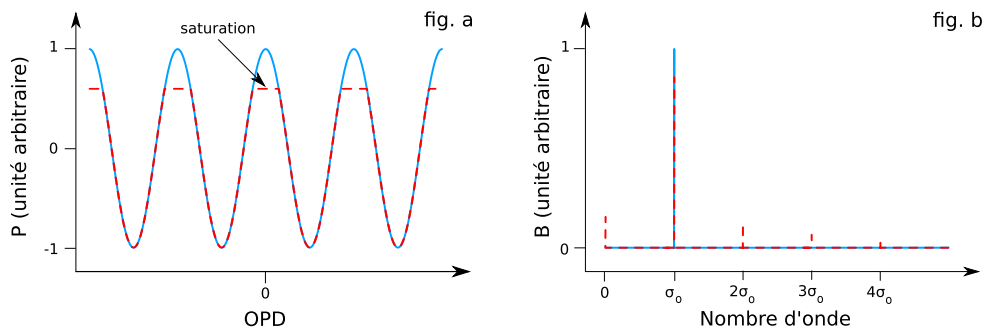 fig. a
saturation
1
0
-1
P (unité arbitraire)
0
OPD
fig. b
1
0
B (unité arbitraire)
0
σo
2σo
3σo
4σo
Nombre d'onde